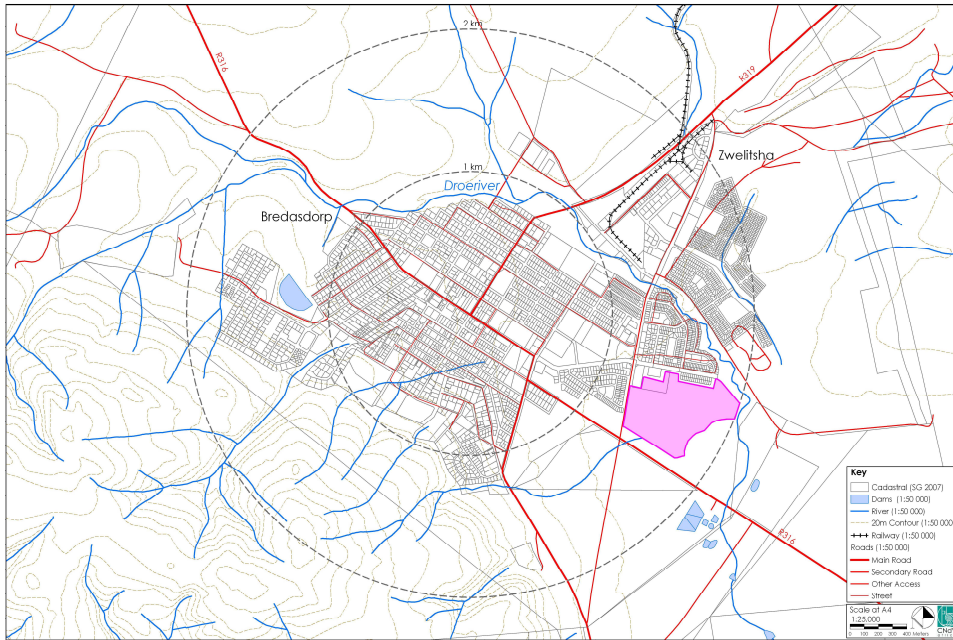 2 km
R316
R319
Zwelitsha
1 km
Droeriver
Bredasdorp
R316
Key
Cadastral (SG 2007)
Dams (1:50 000)
River (1:50 000)
20m Contour (1:50 000)
Railway (1:50 000)
Roads (1:50 000)
Main Road
Secondary Road
Other Access
Street
Scale at A4
1:25,000
0 100 200 300 400 Meters